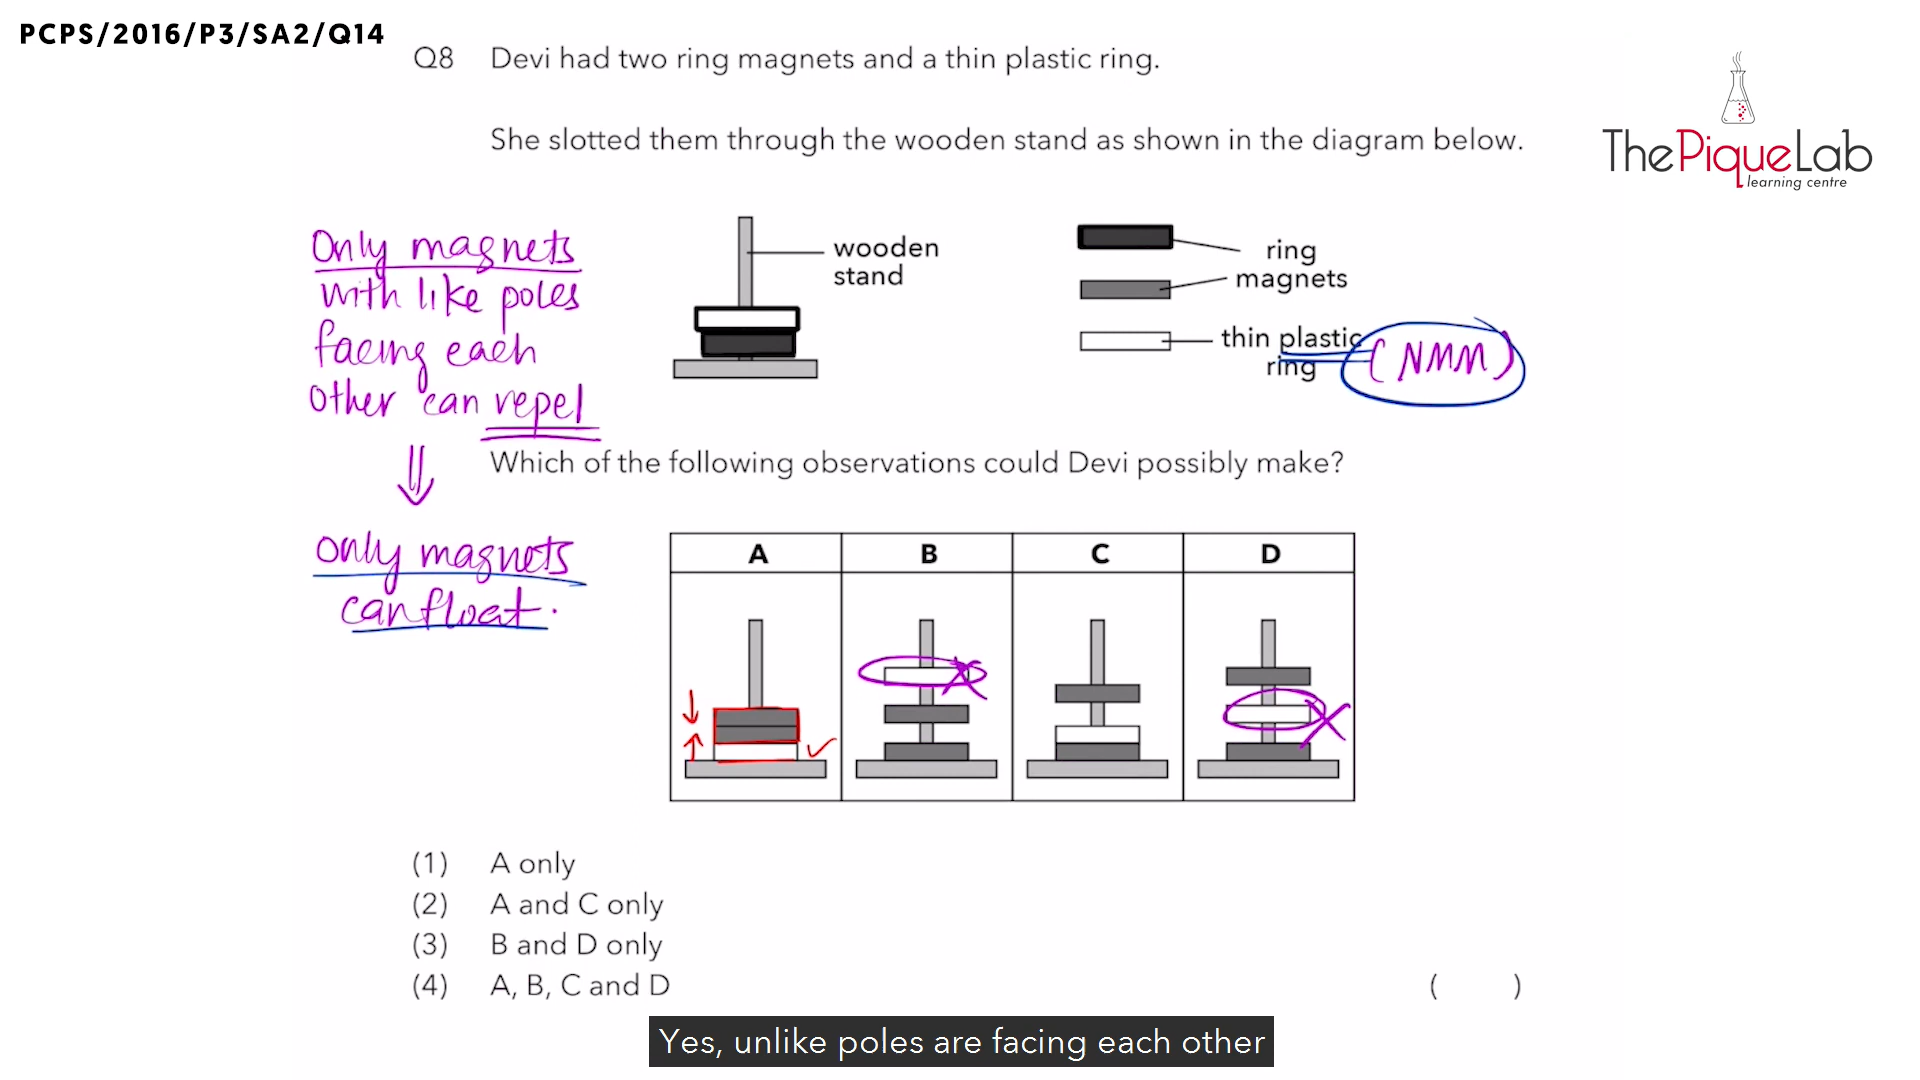 PCPS/2016/P3/SA2/Q14
Q8 Devi had two ring magnets and a thin plastic ring.
She slotted them through the wooden stand as shown in the diagram below.
ThePiqueLab
learning centre
Only magnets
with like poles
facing each
other can repel
wooden
stand
ring
magnets
thin plastic
ring
(NMM)
Which of the following observations could Devi possibly make?
only magnets
can float.
A B C D
(1) A only
(2) A and C only
(3) B and D only
(4) A, B, C and D ( )
Yes, unlike poles are facing each other